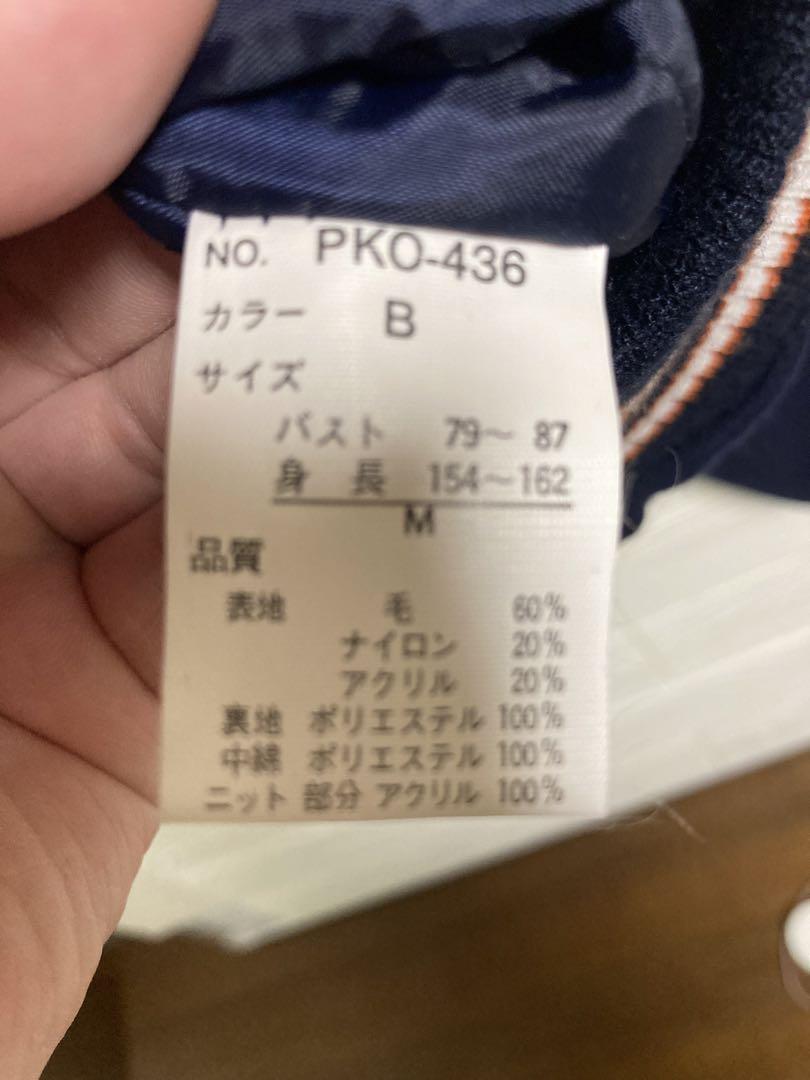 NO. PKO-436
カラー B
サイズ
バスト 79〜 87
身 長 154〜162
M
品質
表地 毛 60%
ナイロン 20%
アクリル 20%
裏地 ポリエステル 100%
中綿 ポリエステル 100%
ニット 部分 アクリル 100%